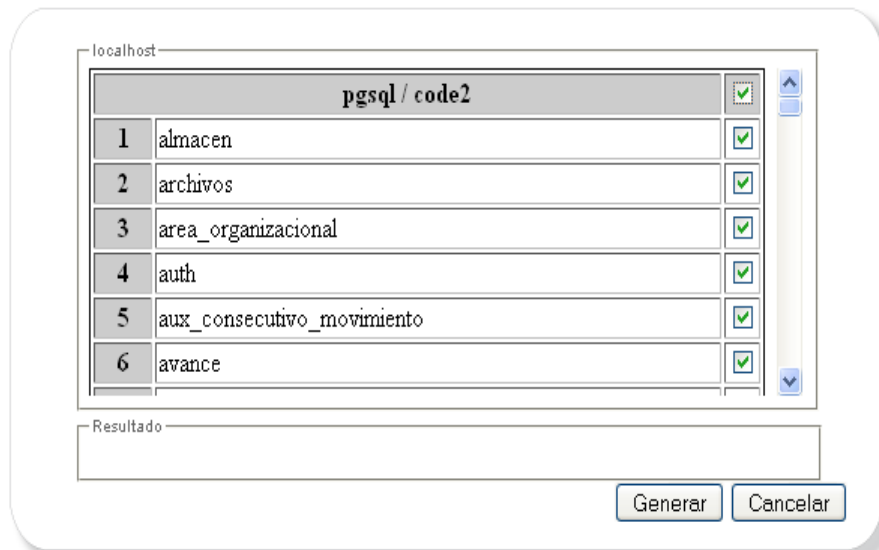 localhost
pgsql / code2
1 almacen
2 archivos
3 area_organizacional
4 auth
5 aux_consecutivo_movimiento
6 avance
Resultado
Generar Cancelar